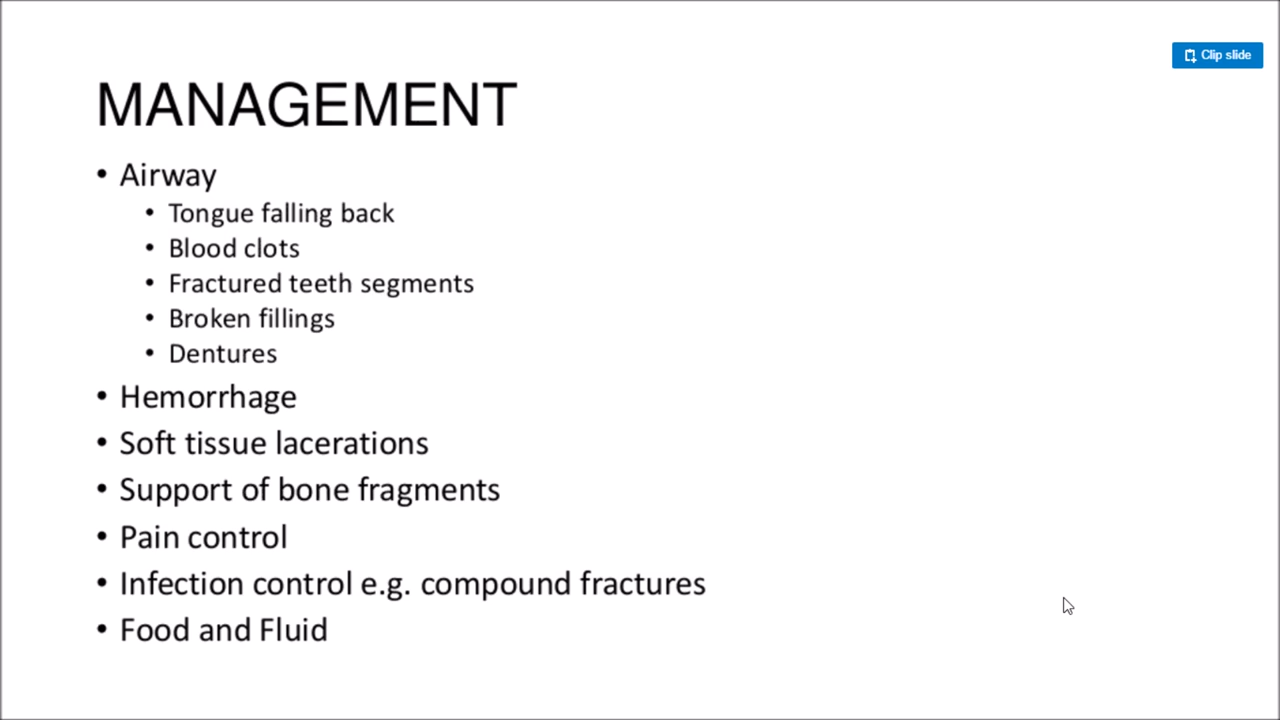 Clip slide
MANAGEMENT
• Airway
• Tongue falling back
• Blood clots
• Fractured teeth segments
• Broken fillings
• Dentures
• Hemorrhage
• Soft tissue lacerations
• Support of bone fragments
• Pain control
• Infection control e.g. compound fractures
• Food and Fluid